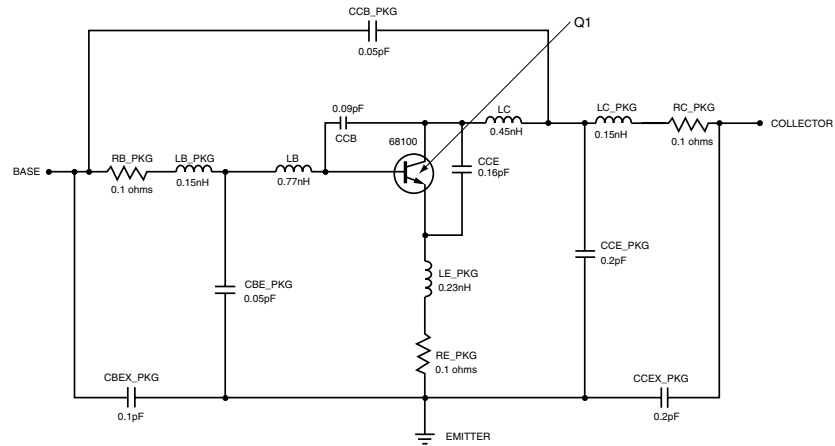 CCB_PKG
0.05pF
Q1
0.09pF
CCB
LC
0.45nH
LC_PKG
0.15nH
RC_PKG
0.1 ohms
COLLECTOR
68100
CCE
0.16pF
BASE
RB_PKG
0.1 ohms
LB_PKG
0.15nH
LB
0.77nH
CCE_PKG
0.2pF
CBE_PKG
0.05pF
LE_PKG
0.23nH
RE_PKG
0.1 ohms
CBEX_PKG
0.1pF
CCEX_PKG
0.2pF
EMITTER